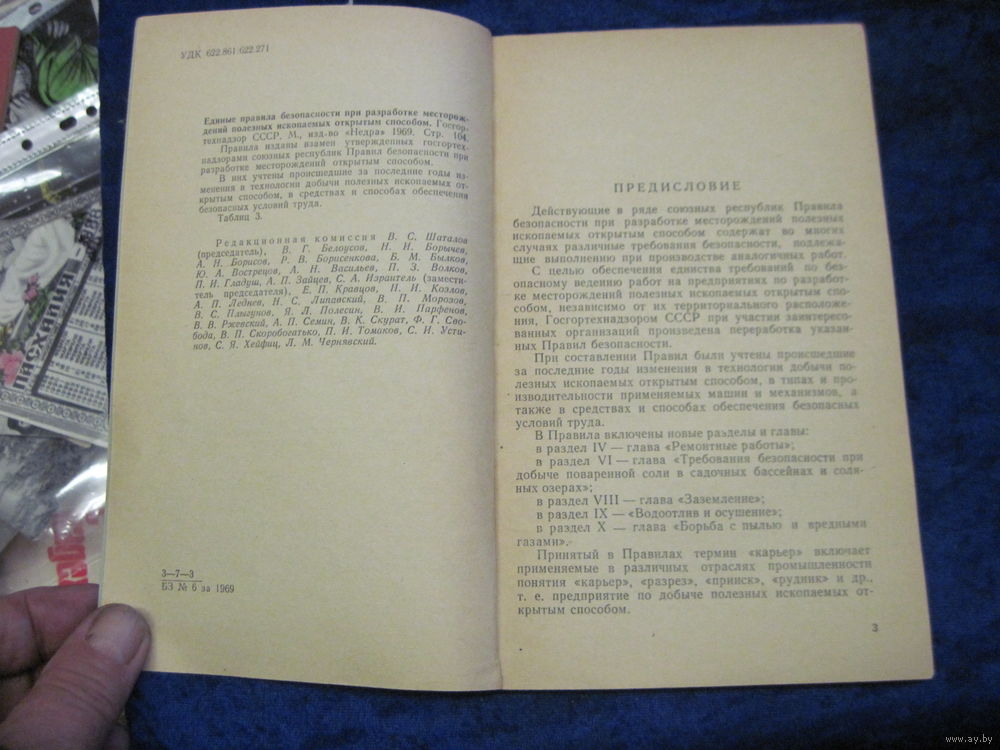 УДК 622.861:622.271
Единые правила безопасности при разработке месторож-
дений полезных ископаемых открытым способом. Госгор-
технадзор СССР, М., изд-во «Недра» 1969. Стр. 104.
Правила изданы взамен утвержденных госгортех-
надзорами союзных республик Правил безопасности при
разработке месторождений открытым способом.
В них учтены происшедшие за последние годы из-
менения в технологии добычи полезных ископаемых от-
крытым способом, в средствах и способах обеспечения
безопасных условий труда.
Таблиц 3.
Редакционная комиссия В. С. Шаталов
(председатель), В. Г. Белоусов, Н. И. Борычев,
А. Н. Борисов, Р. В. Борисенкова, Б. М. Былков,
Ю. А. Вострецов, А. Н. Васильев, П. З. Волков,
П. И. Гладуш, А. П. Зайцев, С. А. Израитель (замести-
тель председателя), Е. П. Кравцов, Н. И. Козлов,
А. П. Леднев, Н. С. Липавский, В. П. Морозов,
В. С. Плыгунов, Я. Л. Полесин, В. И. Парфенов,
В. В. Ржевский, А. П. Семин, В. К. Скурат, Ф. Г. Сво-
бода, В. П. Скоробогатько, П. И. Томаков, С. И. Усти-
нов, С. Я. Хейфиц, Л. М. Чернявский.
3—7—3
БЗ № 6 за 1969
ПРЕДИСЛОВИЕ
Действующие в ряде союзных республик Правила
безопасности при разработке месторождений полезных
ископаемых открытым способом содержат во многих
случаях различные требования безопасности, подлежа-
щие выполнению при производстве аналогичных работ.
С целью обеспечения единства требований по без-
опасному ведению работ на предприятиях по разработ-
ке месторождений полезных ископаемых открытым спо-
собом, независимо от их территориального расположе-
ния, Госгортехнадзором СССР при участии заинтересо-
ванных организаций произведена переработка указан-
ных Правил безопасности.
При составлении Правил были учтены происшедшие
за последние годы изменения в технологии добычи по-
лезных ископаемых открытым способом, в типах и про-
изводительности применяемых машин и механизмов, а
также в средствах и способах обеспечения безопасных
условий труда.
В Правила включены новые разделы и главы:
в раздел IV — глава «Ремонтные работы»;
в раздел VI — глава «Требования безопасности при
добыче поваренной соли в садочных бассейнах и соля-
ных озерах»;
в раздел VIII — глава «Заземление»;
в раздел IX — «Водоотлив и осушение»;
в раздел X — глава «Борьба с пылью и вредными
газами».
Принятый в Правилах термин «карьер» включает
применяемые в различных отраслях промышленности
понятия «карьер», «разрез», «прииск», «рудник» и др.,
т. е. предприятие по добыче полезных ископаемых от-
крытым способом.
3
ПАСХАЛИЯ
www.ay.by